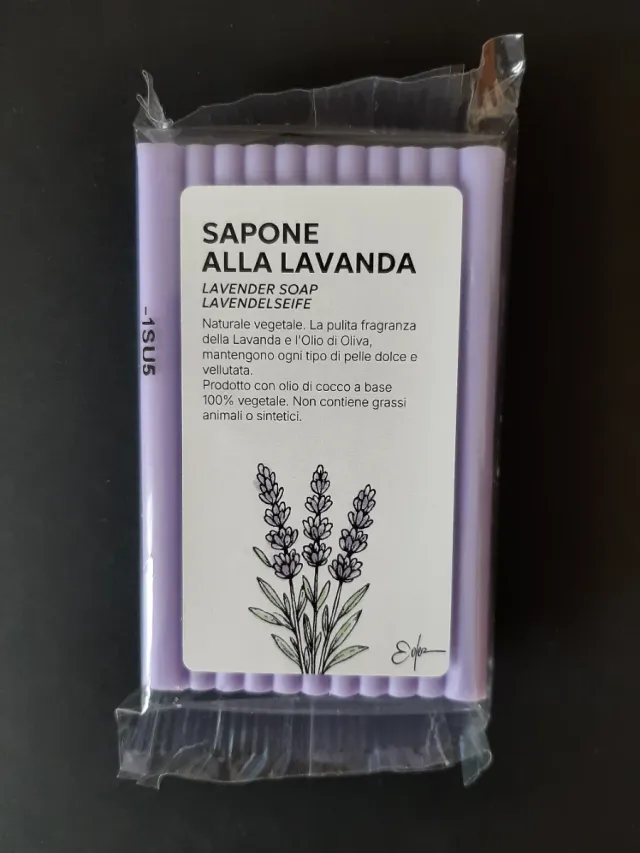 SAPONE
ALLA LAVANDA
LAVENDER SOAP
LAVENDELSEIFE
Naturale vegetale. La pulita fragranza
della Lavanda e l'Olio di Oliva,
mantengono ogni tipo di pelle dolce e
vellutata.
Prodotto con olio di cocco a base
100% vegetale. Non contiene grassi
animali o sintetici.
-1SU5